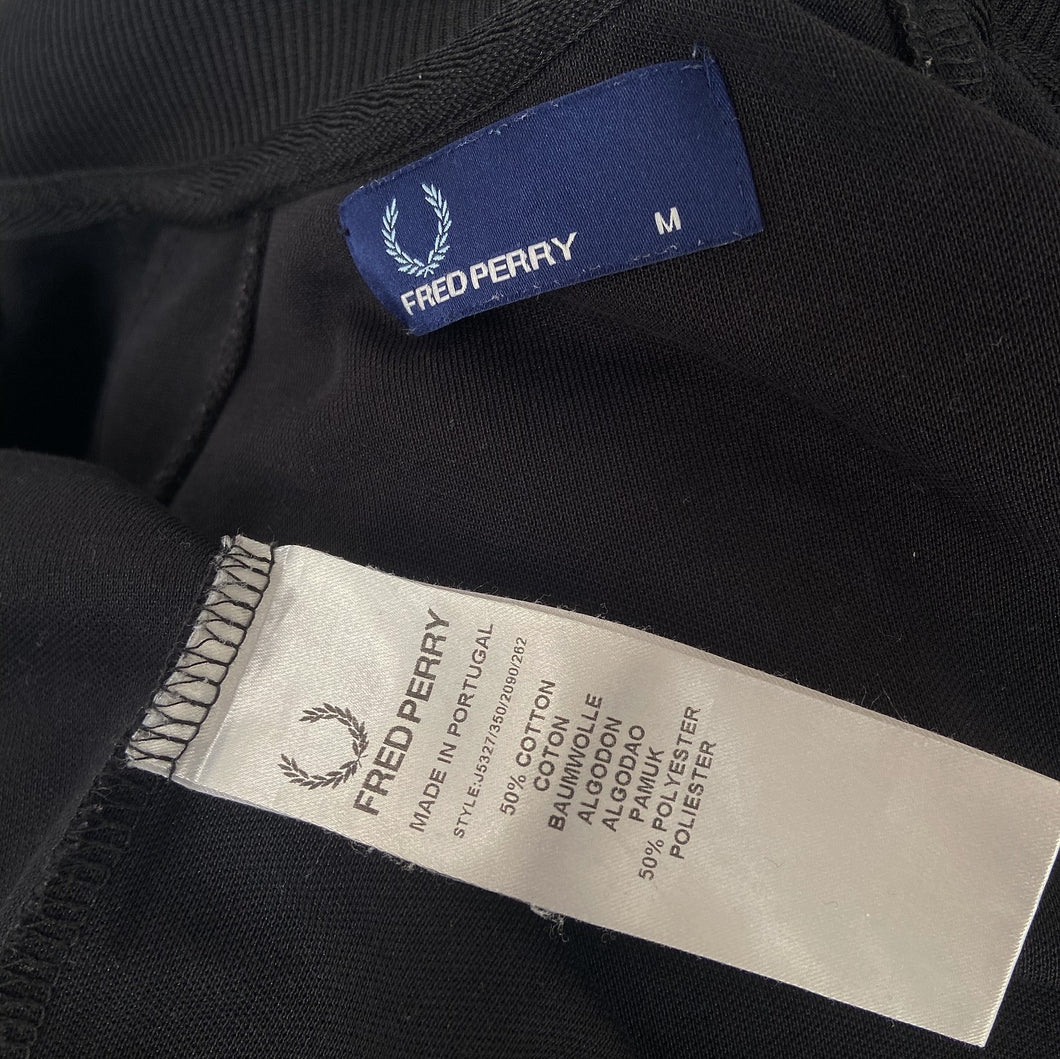 FRED PERRY
M
FRED PERRY
MADE IN PORTUGAL
STYLE:J5327/350/2090/262
50% COTTON
COTON
BAUMWOLLE
ALGODON
ALGODAO
PAMUK
50% POLYESTER
POLIESTER